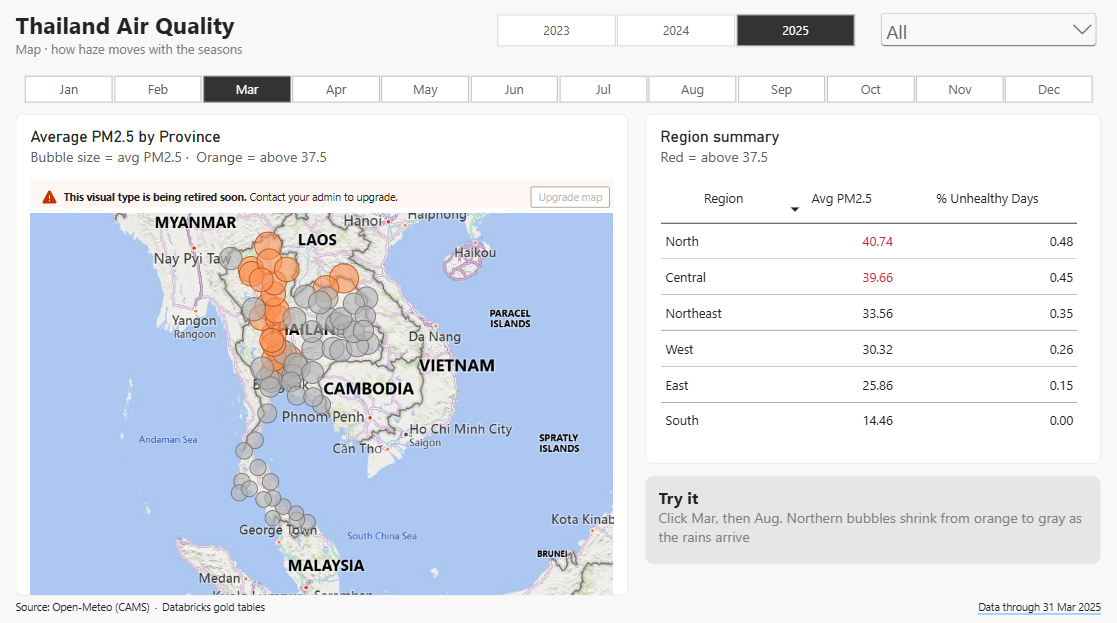 Thailand Air Quality
Map · how haze moves with the seasons
2023
2024
2025
All
Jan
Feb
Mar
Apr
May
Jun
Jul
Aug
Sep
Oct
Nov
Dec
Average PM2.5 by Province
Bubble size = avg PM2.5 · Orange = above 37.5
This visual type is being retired soon. Contact your admin to upgrade.
Upgrade map
MYANMAR
Hanoi
Haiphong
LAOS
Nay Pyi Taw
Haikou
Yangon
Rangoon
PARACEL
ISLANDS
Da Nang
VIETNAM
CAMBODIA
Phnom Penh
Ho Chi Minh City
Saigon
Cần Thơ
Andaman Sea
SPRATLY
ISLANDS
George Town
South China Sea
Kota Kinab
BRUNEI
MALAYSIA
Medan
Region summary
Red = above 37.5
Region Avg PM2.5 % Unhealthy Days
North 40.74 0.48
Central 39.66 0.45
Northeast 33.56 0.35
West 30.32 0.26
East 25.86 0.15
South 14.46 0.00
Try it
Click Mar, then Aug. Northern bubbles shrink from orange to gray as
the rains arrive
Source: Open-Meteo (CAMS) · Databricks gold tables
Data through 31 Mar 2025